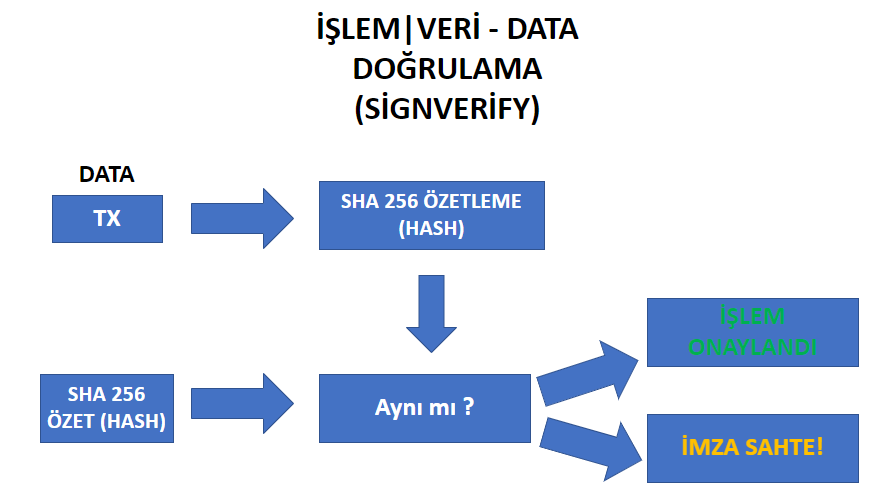 İŞLEM|VERİ - DATA
DOĞRULAMA
(SİGNVERİFY)
DATA
TX
SHA 256 ÖZETLEME
(HASH)
İŞLEM
ONAYLANDI
SHA 256
ÖZET (HASH)
Aynı mı ?
İMZA SAHTE!